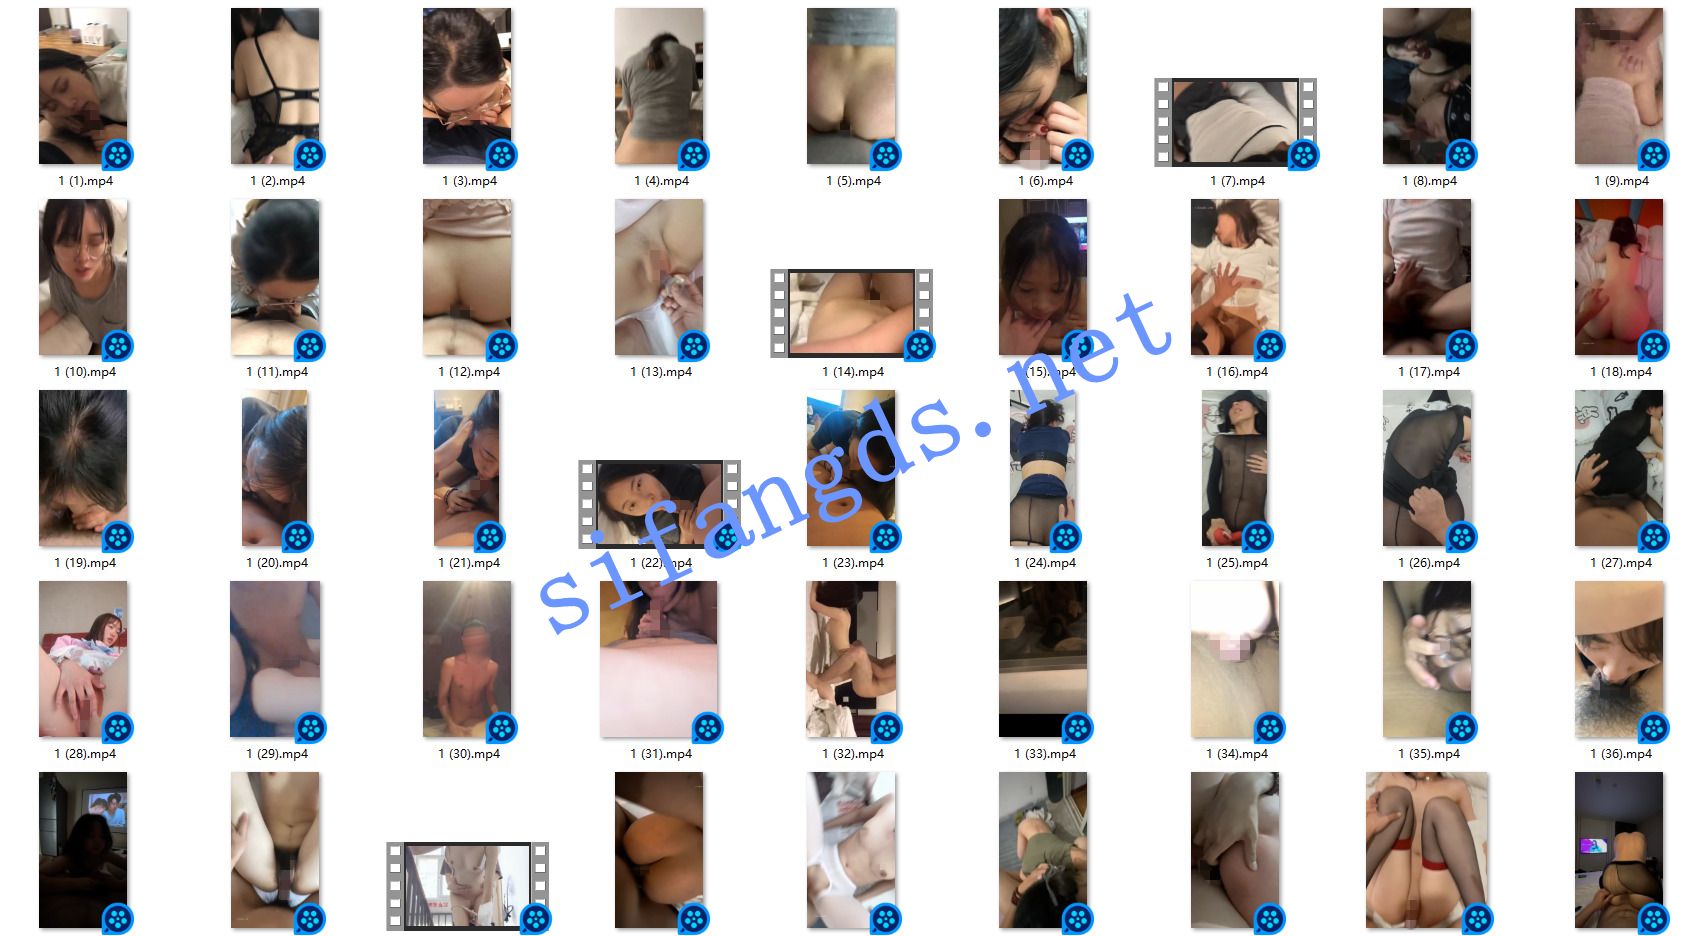 1 (1).mp4
1 (2).mp4
1 (3).mp4
1 (4).mp4
1 (5).mp4
1 (6).mp4
1 (7).mp4
1 (8).mp4
1 (9).mp4
1 (10).mp4
1 (11).mp4
1 (12).mp4
1 (13).mp4
1 (14).mp4
1 (15).mp4
1 (16).mp4
1 (17).mp4
1 (18).mp4
1 (19).mp4
1 (20).mp4
1 (21).mp4
1 (22).mp4
1 (23).mp4
1 (24).mp4
1 (25).mp4
1 (26).mp4
1 (27).mp4
sifangds.net
1 (28).mp4
1 (29).mp4
1 (30).mp4
1 (31).mp4
1 (32).mp4
1 (33).mp4
1 (34).mp4
1 (35).mp4
1 (36).mp4